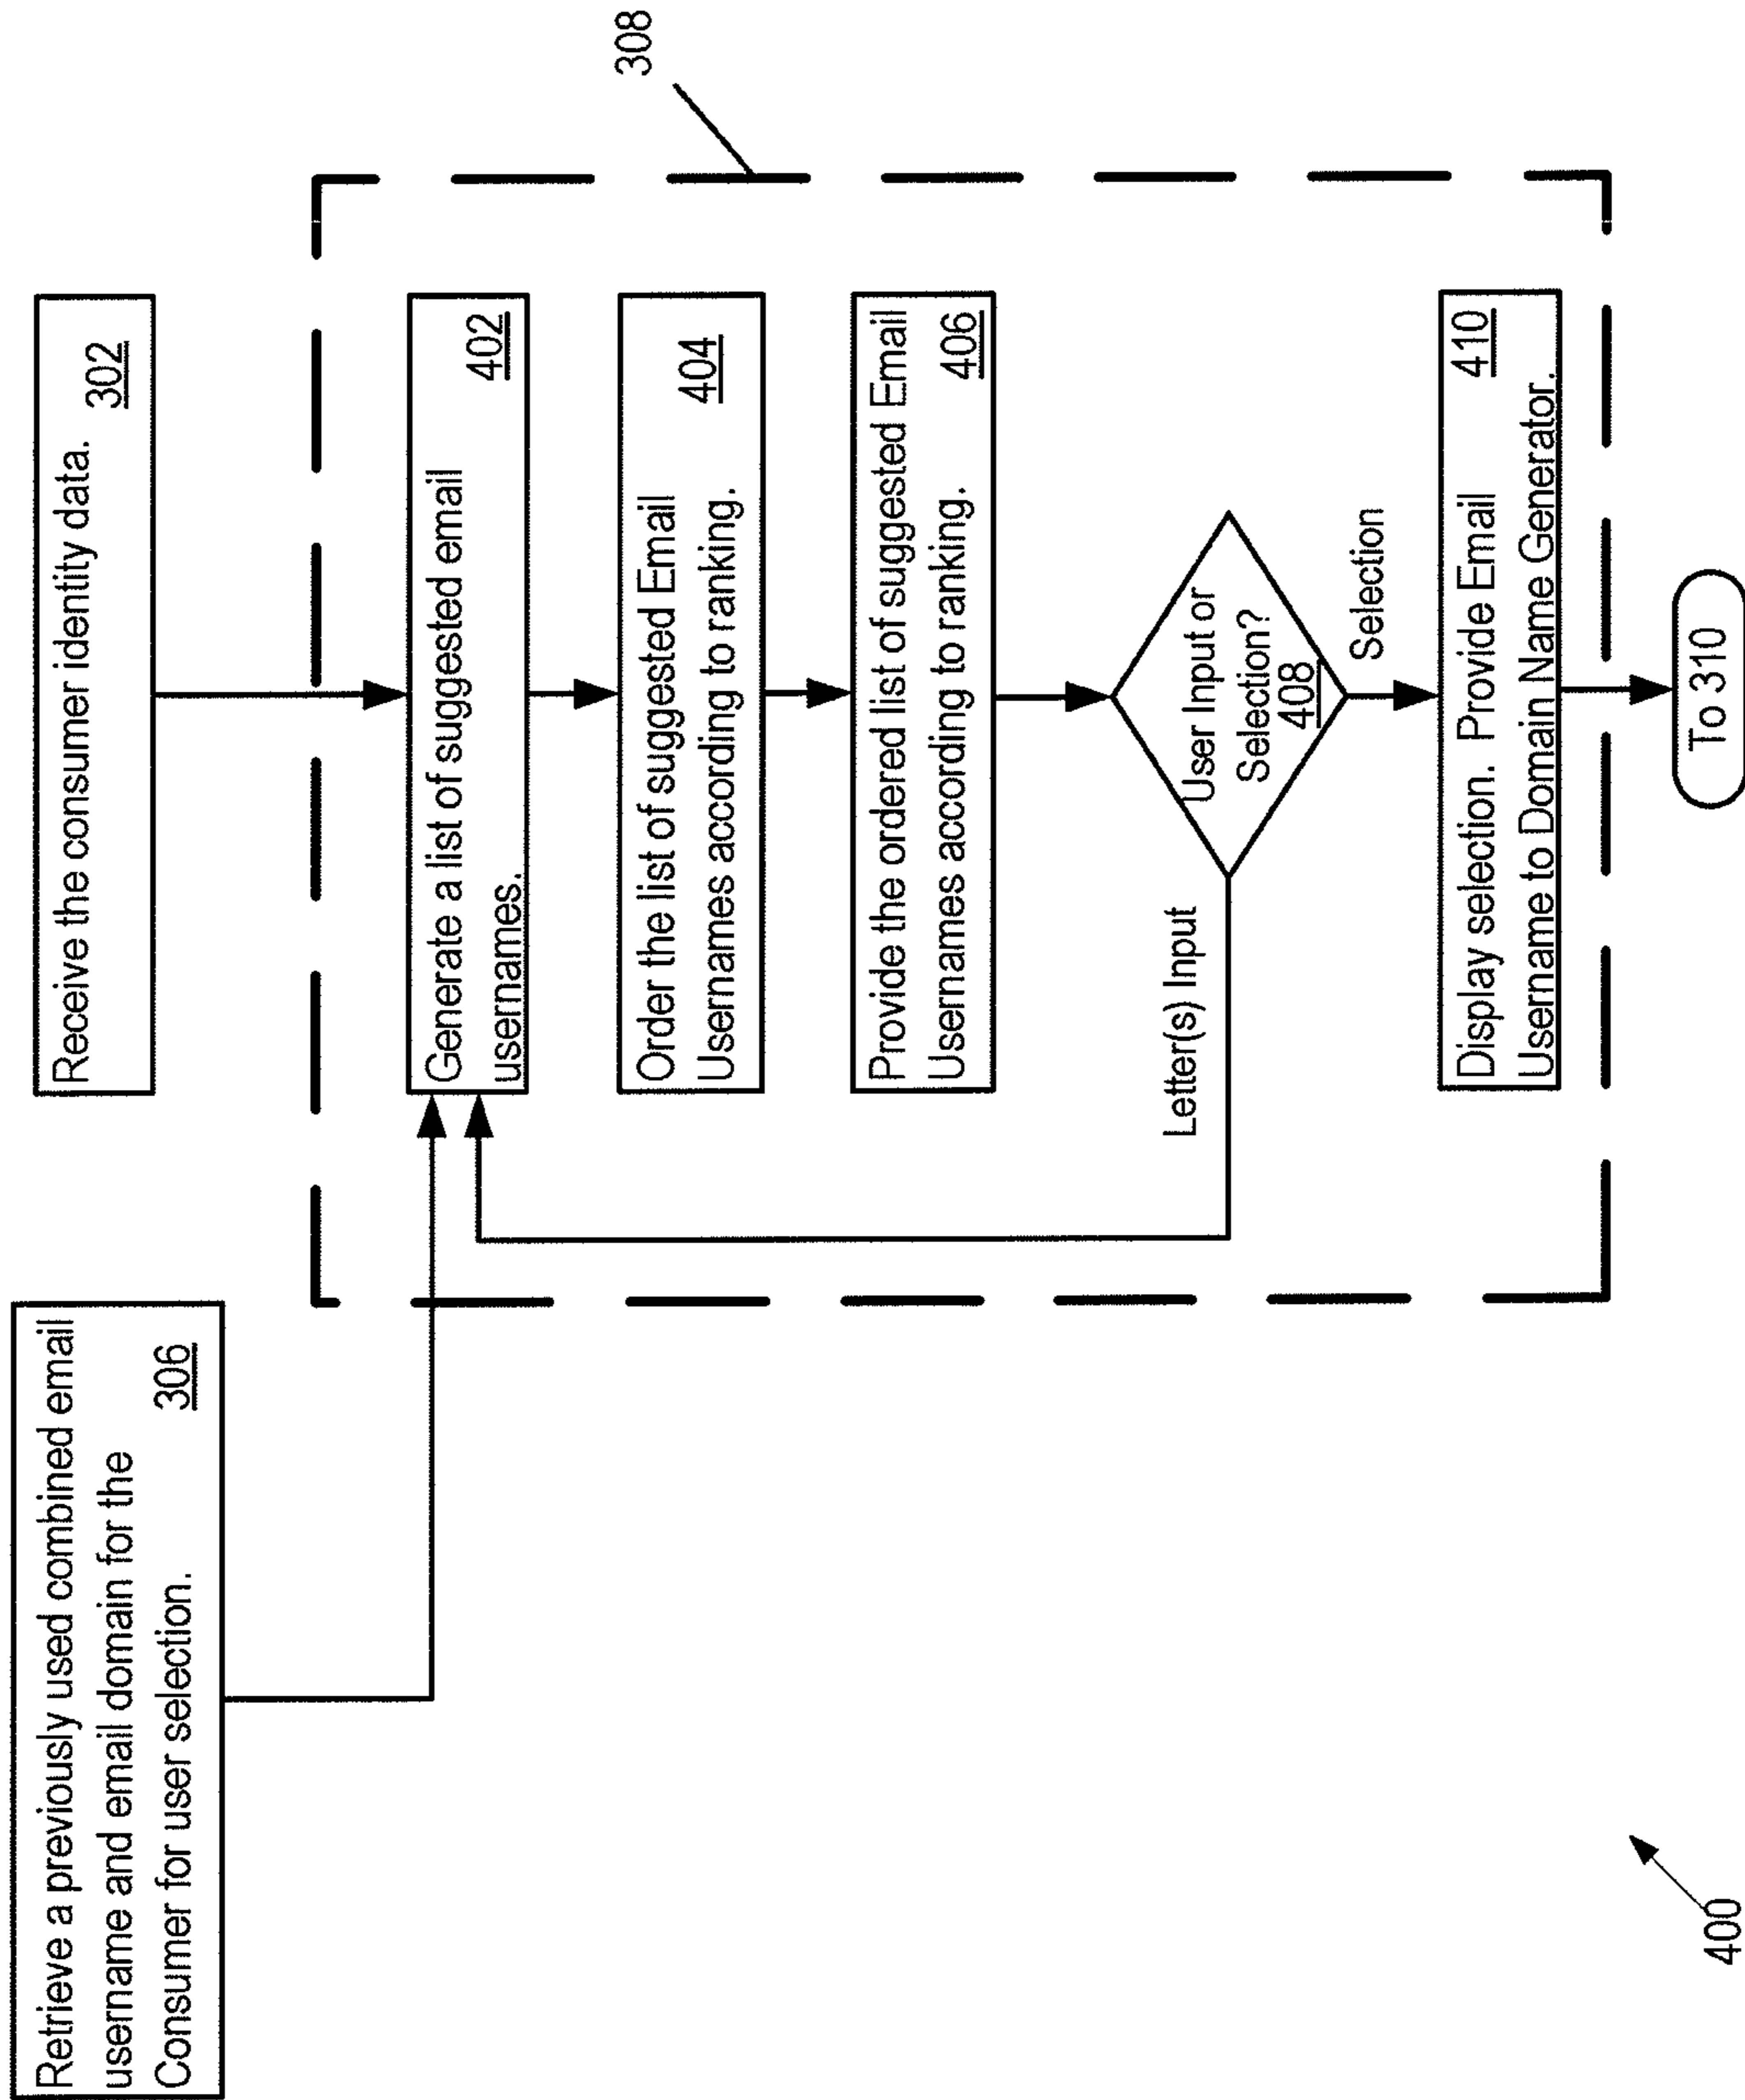 Retrieve a previously used combined email
username and email domain for the
Consumer for user selection.
306
Receive the consumer identity data.
302
308
Generate a list of suggested email
usernames.
402
Order the list of suggested Email
Usernames according to ranking.
404
Provide the ordered list of suggested Email
Usernames according to ranking.
406
User Input or
Selection?
408
Letter(s) Input
Selection
Display selection. Provide Email
Username to Domain Name Generator.
410
To 310
400